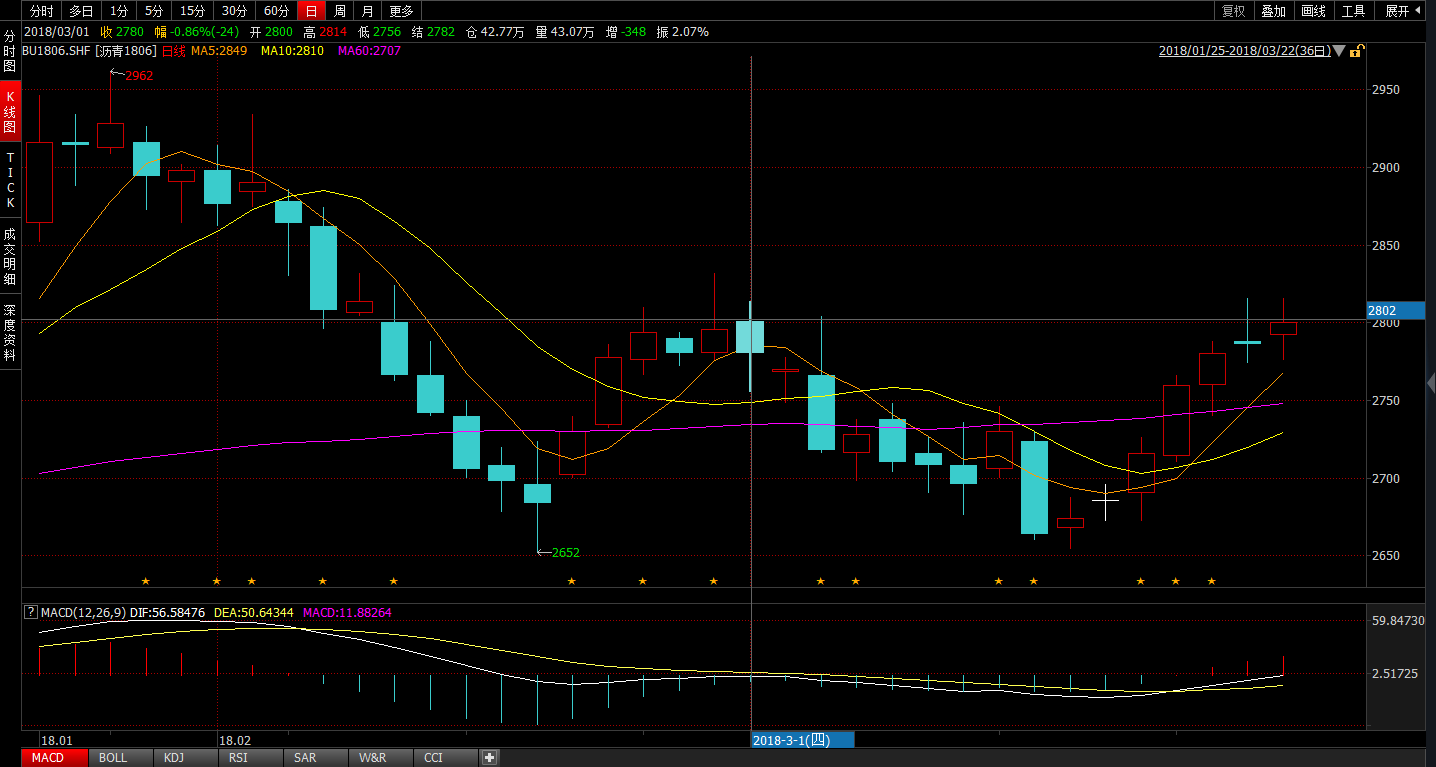 分时 多日 1分 5分 15分 30分 60分 日 周 月 更多 复权 叠加 画线 工具 展开
2018/03/01 收 2780 幅 -0.86%(-24) 开 2800 高 2814 低 2756 结 2782 仓 42.77万 量 43.07万 增 -348 振 2.07%
BU1806.SHF [沥青1806] 日线 MA5:2849 MA10:2810 MA60:2707 2018/01/25-2018/03/22(36日)
分时图
K线图
TICK
成交明细
深度资料
2962
2950
2900
2850
2802
2800
2750
2700
2652
2650
? MACD(12,26,9) DIF:56.58476 DEA:50.64344 MACD:11.88264
59.84730
2.51725
18.01 18.02 2018-3-1(四)
MACD BOLL KDJ RSI SAR W&R CCI